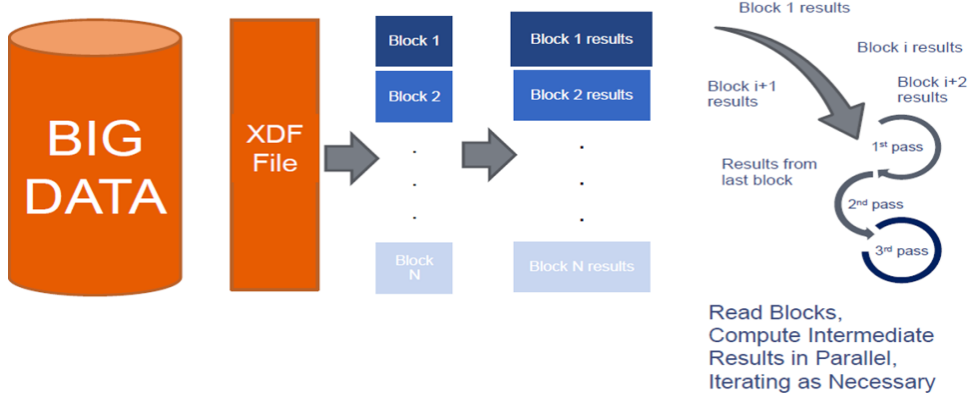 BIG
DATA
XDF
File
Block 1
Block 2
.
.
.
Block
N
Block 1 results
Block 2 results
.
.
.
Block N results
Block 1 results
Block i results
Block i+1
results
Block i+2
results
1st pass
Results from
last block
2nd pass
3rd pass
Read Blocks,
Compute Intermediate
Results in Parallel,
Iterating as Necessary